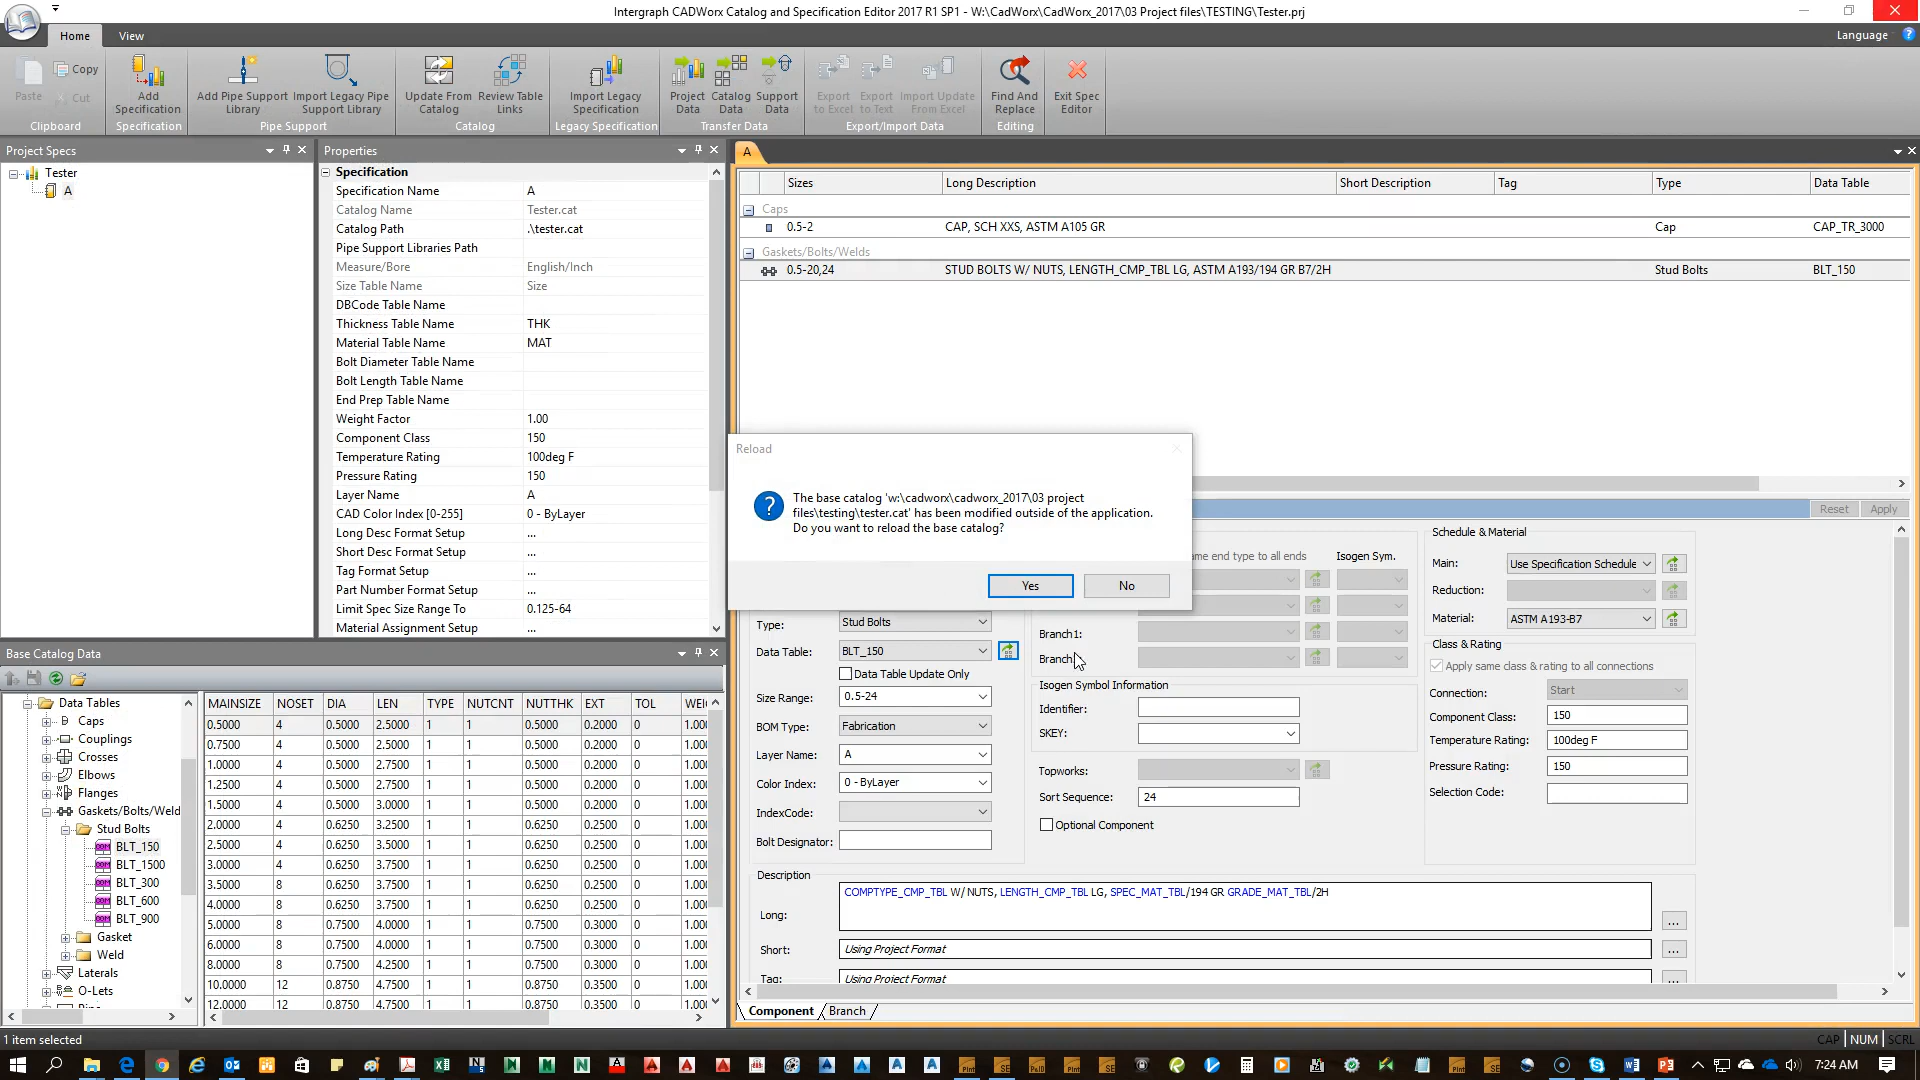 Intergraph CADWorx Catalog and Specification Editor 2017 R1 SP1 - W:\CadWorx\CadWorx_2017\03 Project files\TESTING\Tester.prj
Home View Language
Paste Copy Cut
Add Specification
Add Pipe Support Library
Import Legacy Pipe Support Library
Update From Catalog
Review Table Links
Import Legacy Specification
Project Data
Catalog Data
Support Data
Export to Excel
Export to Text
Import Update From Excel
Find And Replace
Exit Spec Editor
Clipboard Specification Pipe Support Catalog Legacy Specification Transfer Data Export/Import Data Editing
Project Specs
Tester
A
Properties
Specification
Specification Name A
Catalog Name Tester.cat
Catalog Path .\tester.cat
Pipe Support Libraries Path
Measure/Bore English/Inch
Size Table Name Size
DBCode Table Name
Thickness Table Name THK
Material Table Name MAT
Bolt Diameter Table Name
Bolt Length Table Name
End Prep Table Name
Weight Factor 1.00
Component Class 150
Temperature Rating 100deg F
Pressure Rating 150
Layer Name A
CAD Color Index [0-255] 0 - ByLayer
Long Desc Format Setup ...
Short Desc Format Setup ...
Tag Format Setup ...
Part Number Format Setup ...
Limit Spec Size Range To 0.125-64
Material Assignment Setup ...
A
Sizes Long Description Short Description Tag Type Data Table
Caps
0.5-2 CAP, SCH XXS, ASTM A105 GR Cap CAP_TR_3000
Gaskets/Bolts/Welds
0.5-20,24 STUD BOLTS W/ NUTS, LENGTH_CMP_TBL LG, ASTM A193/194 GR B7/2H Stud Bolts BLT_150
Reload
The base catalog 'w:\cadworx\cadworx_2017\03 project
files\testing\tester.cat' has been modified outside of the application.
Do you want to reload the base catalog?
Yes No
Reset Apply
me end type to all ends Isogen Sym.
Type: Stud Bolts
Data Table: BLT_150
Data Table Update Only
Size Range: 0.5-24
BOM Type: Fabrication
Layer Name: A
Color Index: 0 - ByLayer
IndexCode:
Bolt Designator:
Branch1:
Branch
Isogen Symbol Information
Identifier:
SKEY:
Topworks:
Sort Sequence: 24
Optional Component
Schedule & Material
Main: Use Specification Schedule
Reduction:
Material: ASTM A193-B7
Class & Rating
Apply same class & rating to all connections
Connection: Start
Component Class: 150
Temperature Rating: 100deg F
Pressure Rating: 150
Selection Code:
Description
Long: COMPTYPE_CMP_TBL W/ NUTS, LENGTH_CMP_TBL LG, SPEC_MAT_TBL/194 GR GRADE_MAT_TBL/2H ...
Short: Using Project Format ...
Tag: Using Project Format ...
Component Branch
Base Catalog Data
Data Tables
Caps
Couplings
Crosses
Elbows
Flanges
Gaskets/Bolts/Weld
Stud Bolts
BLT_150
BLT_1500
BLT_300
BLT_600
BLT_900
Gasket
Weld
Laterals
O-Lets
MAINSIZE NOSET DIA LEN TYPE NUTCNT NUTTHK EXT TOL WEI
0.5000 4 0.5000 2.5000 1 1 0.5000 0.2000 0 1.00
0.7500 4 0.5000 2.5000 1 1 0.5000 0.2000 0 1.00
1.0000 4 0.5000 2.7500 1 1 0.5000 0.2000 0 1.00
1.2500 4 0.5000 2.7500 1 1 0.5000 0.2000 0 1.00
1.5000 4 0.5000 3.0000 1 1 0.5000 0.2000 0 1.00
2.0000 4 0.6250 3.2500 1 1 0.6250 0.2500 0 1.00
2.5000 4 0.6250 3.5000 1 1 0.6250 0.2500 0 1.00
3.0000 4 0.6250 3.7500 1 1 0.6250 0.2500 0 1.00
3.5000 8 0.6250 3.7500 1 1 0.6250 0.2500 0 1.00
4.0000 8 0.6250 3.7500 1 1 0.6250 0.2500 0 1.00
5.0000 8 0.7500 4.0000 1 1 0.7500 0.3000 0 1.00
6.0000 8 0.7500 4.0000 1 1 0.7500 0.3000 0 1.00
8.0000 8 0.7500 4.2500 1 1 0.7500 0.3000 0 1.00
10.0000 12 0.8750 4.7500 1 1 0.8750 0.3500 0 1.00
12.0000 12 0.8750 4.7500 1 1 0.8750 0.3500 0 1.00
1 item selected CAP NUM SCRL
7:24 AM